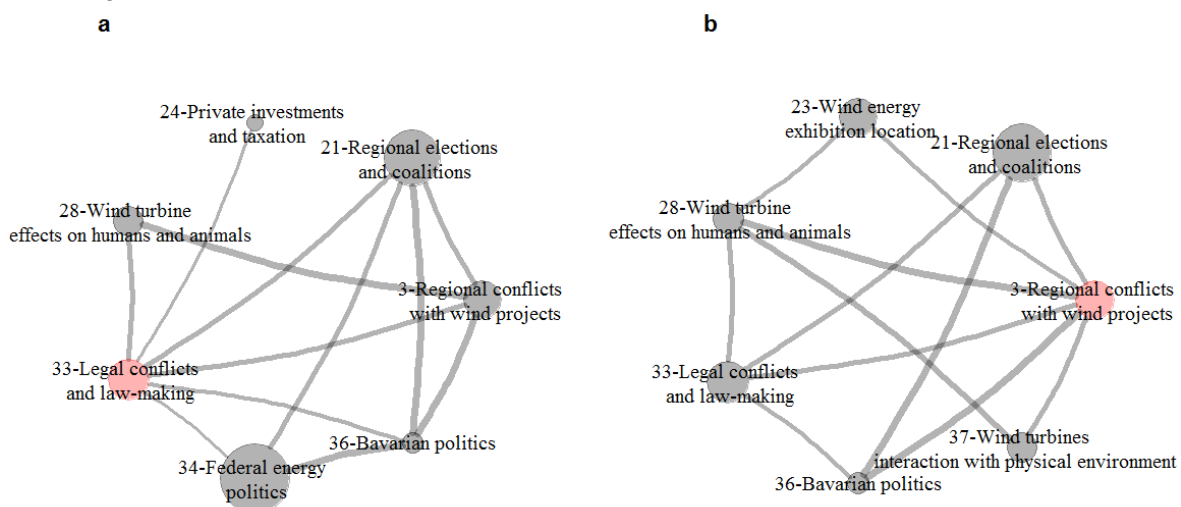 a
24-Private investments
and taxation
21-Regional elections
and coalitions
28-Wind turbine
effects on humans and animals
3-Regional conflicts
with wind projects
33-Legal conflicts
and law-making
36-Bavarian politics
34-Federal energy
politics
b
23-Wind energy
exhibition location
21-Regional elections
and coalitions
28-Wind turbine
effects on humans and animals
3-Regional conflicts
with wind projects
33-Legal conflicts
and law-making
37-Wind turbines
interaction with physical environment
36-Bavarian politics